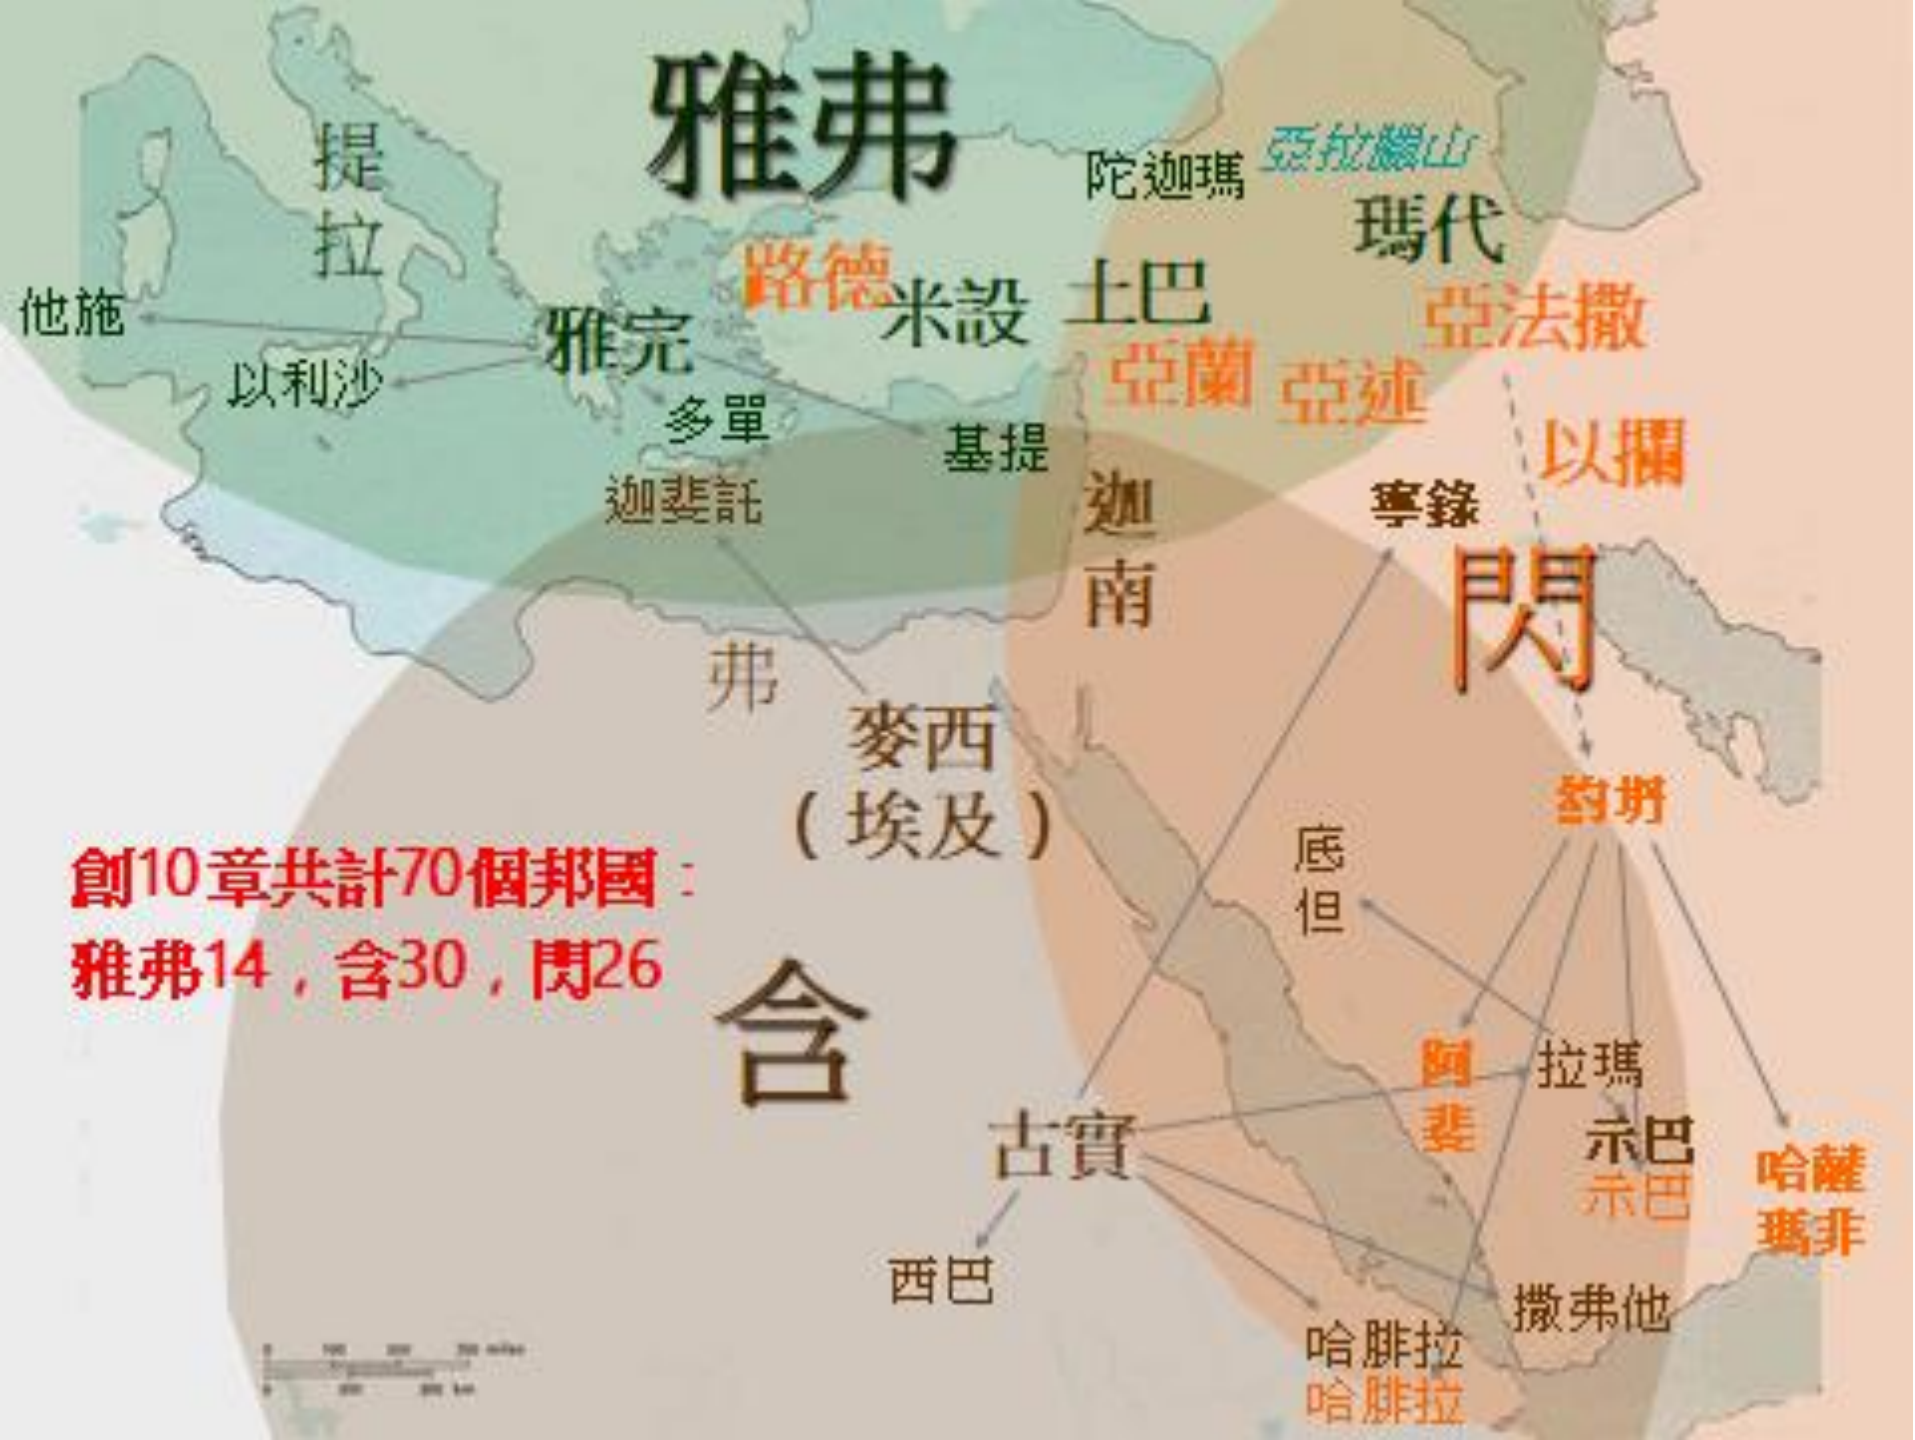 雅弗
提拉
陀迦瑪
亞拉臘山
瑪代
路德
米設
土巴
亞法撒
他施
雅完
以利沙
亞蘭
亞述
多單
基提
以攔
迦斐託
迦南
寧錄
閃
弗
麥西
(埃及)
約坍
底但
創10章共計70個邦國:
雅弗14,含30,閃26
含
阿斐
拉瑪
古實
示巴
示巴
哈薩
瑪非
西巴
撒弗他
哈腓拉
哈腓拉
0
0